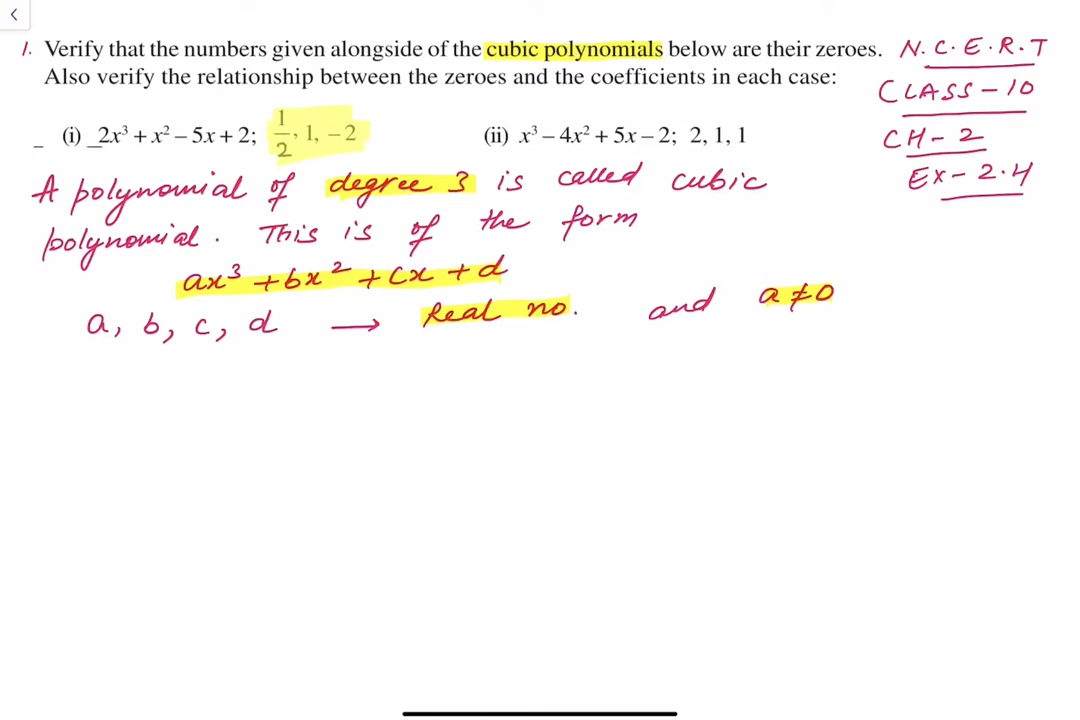 1. Verify that the numbers given alongside of the cubic polynomials below are their zeroes.
Also verify the relationship between the zeroes and the coefficients in each case:
N.C.E.R.T
CLASS-10
CH-2
EX-2.4
(i) 2x³ + x² – 5x + 2; 1/2, 1, – 2
(ii) x³ – 4x² + 5x – 2; 2, 1, 1
A polynomial of degree 3 is called cubic
polynomial. This is of the form
ax³ + bx² + cx + d
a, b, c, d → Real no. and a ≠ 0